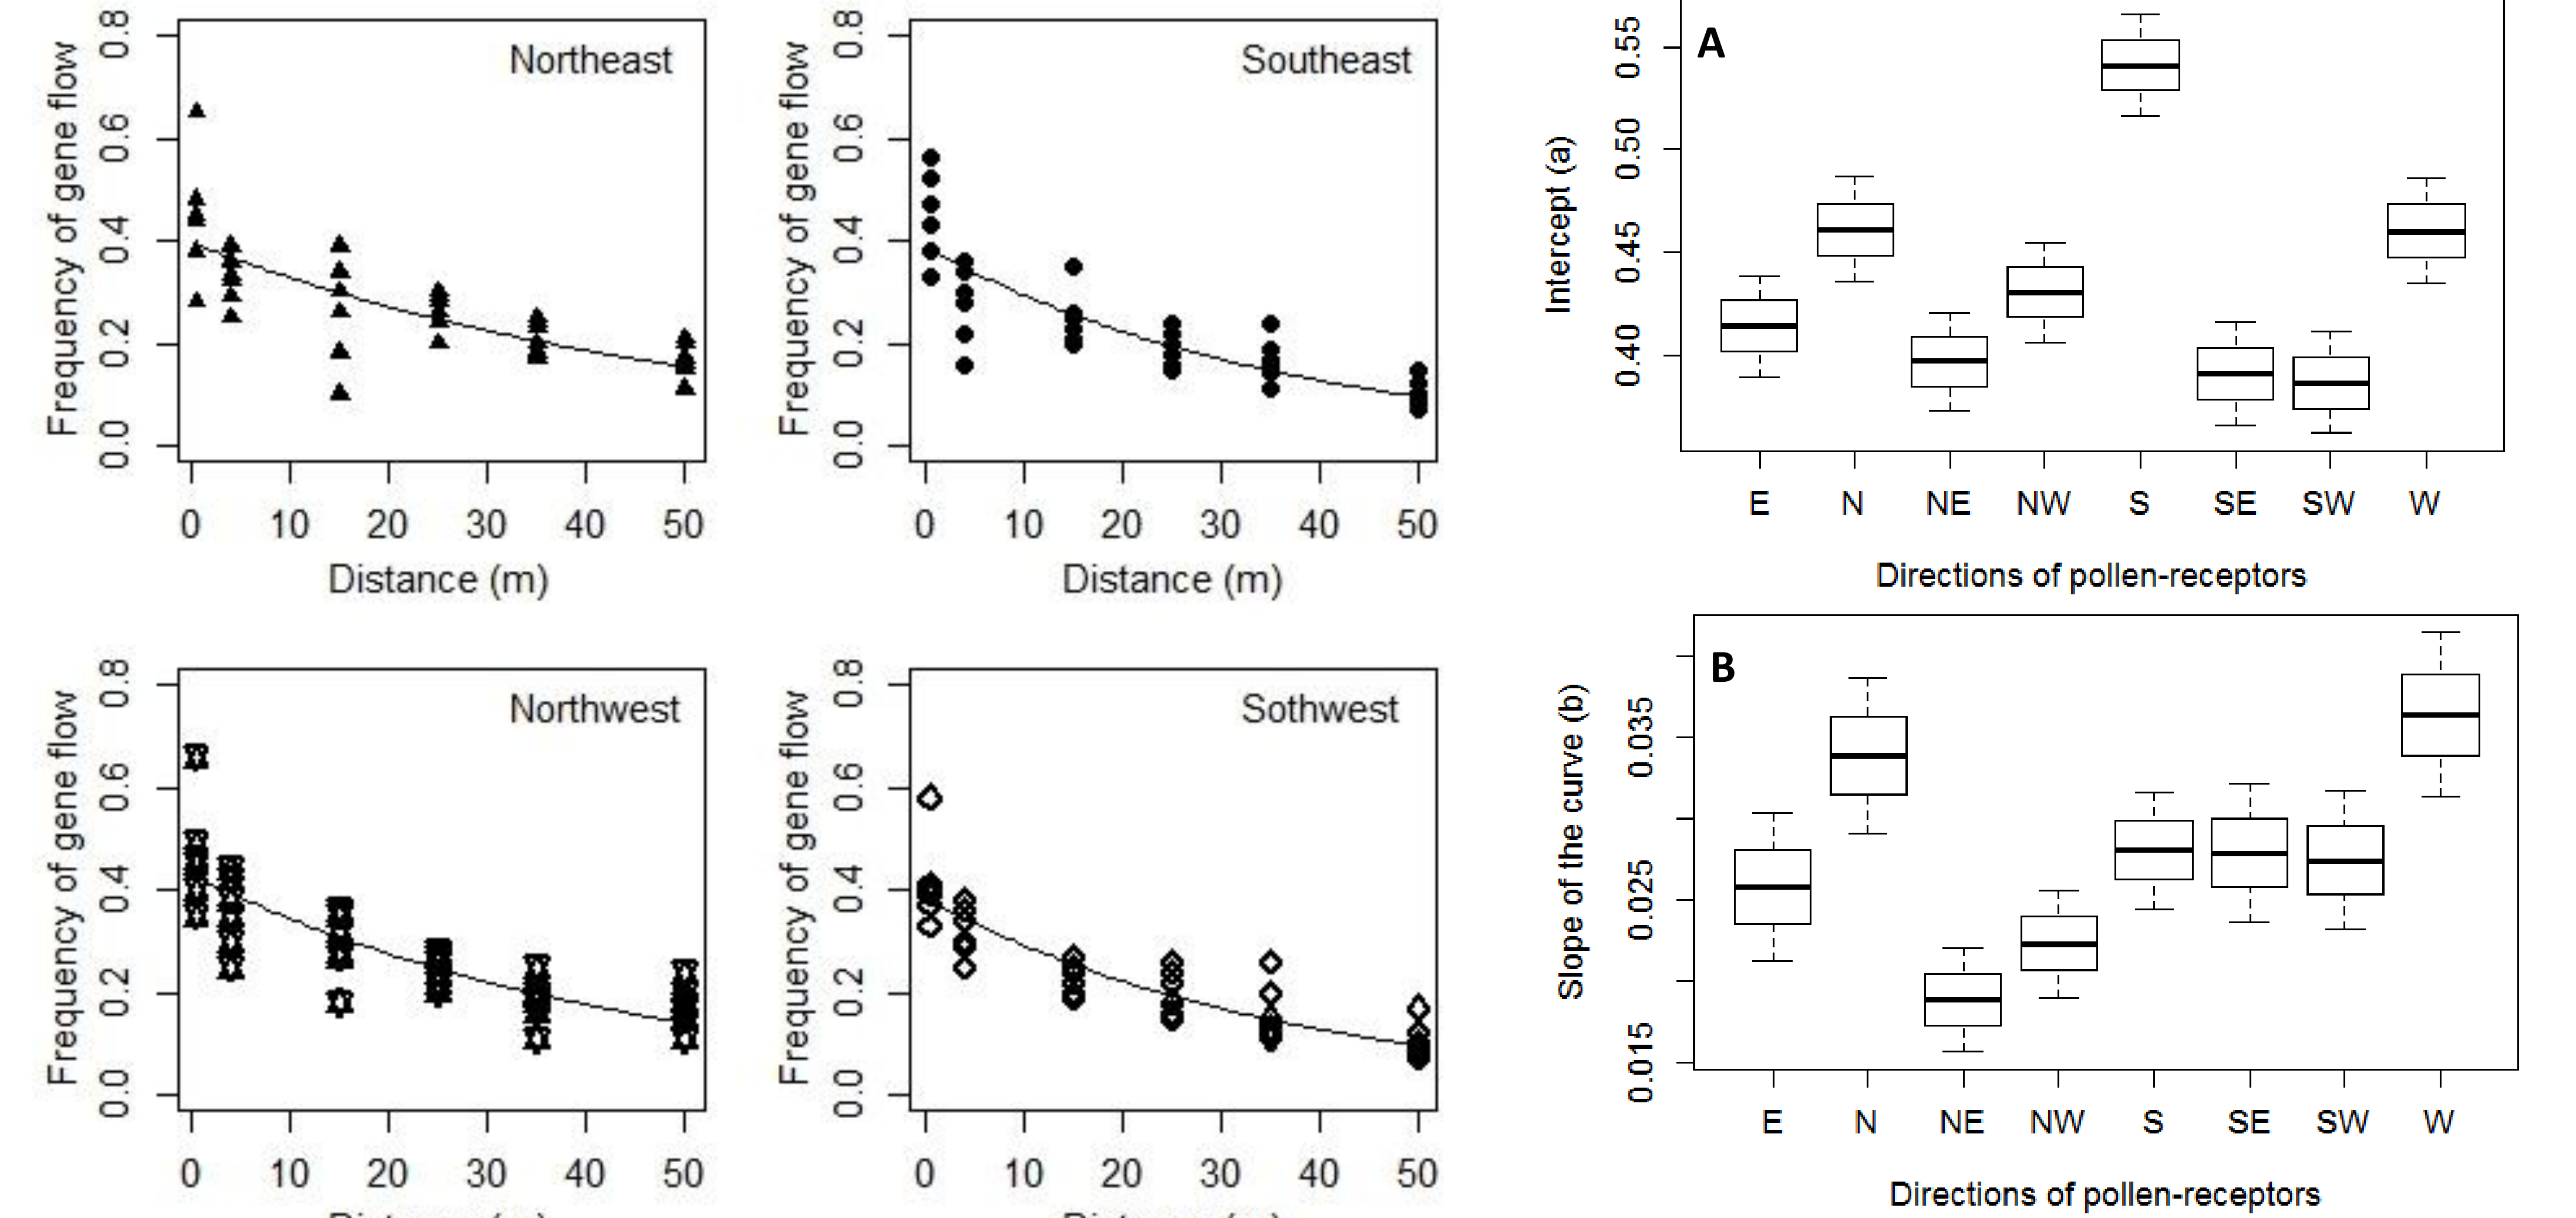 Northeast
Frequency of gene flow
0.0 0.2 0.4 0.6 0.8
0 10 20 30 40 50
Distance (m)
Southeast
Frequency of gene flow
0.0 0.2 0.4 0.6 0.8
0 10 20 30 40 50
Distance (m)
A
Intercept (a)
0.40 0.45 0.50 0.55
E N NE NW S SE SW W
Directions of pollen-receptors
Northwest
Frequency of gene flow
0.0 0.2 0.4 0.6 0.8
0 10 20 30 40 50
Sothwest
Frequency of gene flow
0.0 0.2 0.4 0.6 0.8
0 10 20 30 40 50
B
Slope of the curve (b)
0.015 0.025 0.035
E N NE NW S SE SW W
Directions of pollen-receptors